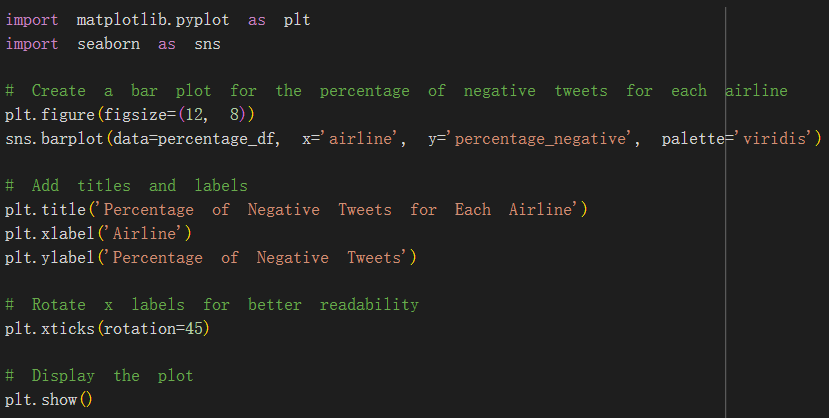 import matplotlib.pyplot as plt
import seaborn as sns
# Create a bar plot for the percentage of negative tweets for each airline
plt.figure(figsize=(12, 8))
sns.barplot(data=percentage_df, x='airline', y='percentage_negative', palette='viridis')
# Add titles and labels
plt.title('Percentage of Negative Tweets for Each Airline')
plt.xlabel('Airline')
plt.ylabel('Percentage of Negative Tweets')
# Rotate x labels for better readability
plt.xticks(rotation=45)
# Display the plot
plt.show()